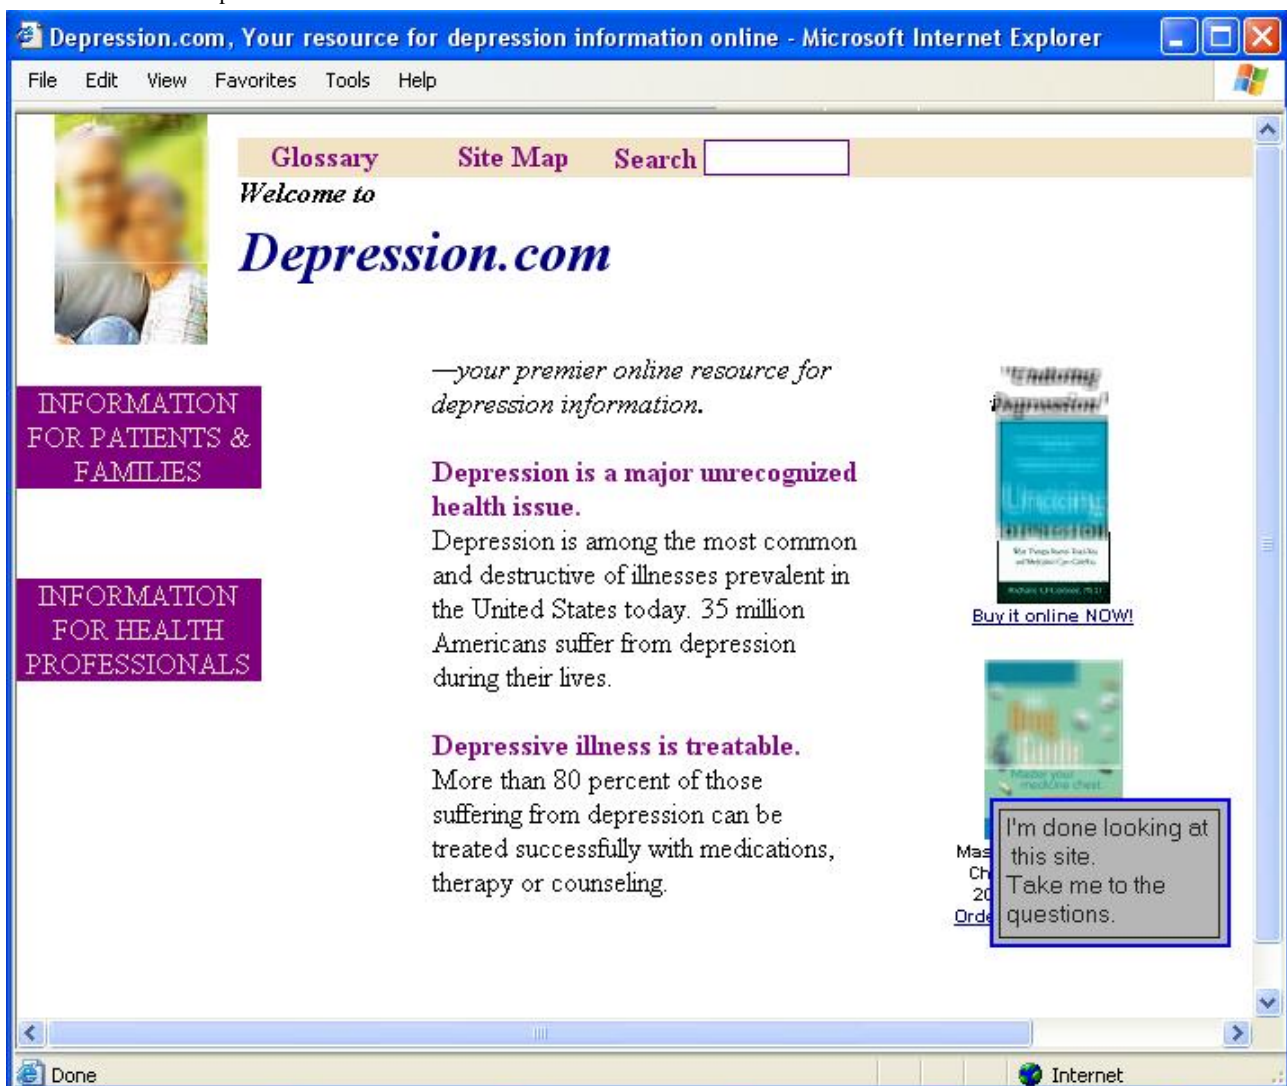 Depression.com, Your resource for depression information online - Microsoft Internet Explorer
File Edit View Favorites Tools Help
Glossary Site Map Search
Welcome to
Depression.com
—your premier online resource for
depression information.
INFORMATION
FOR PATIENTS &
FAMILIES
INFORMATION
FOR HEALTH
PROFESSIONALS
Depression is a major unrecognized
health issue.
Depression is among the most common
and destructive of illnesses prevalent in
the United States today. 35 million
Americans suffer from depression
during their lives.
Depressive illness is treatable.
More than 80 percent of those
suffering from depression can be
treated successfully with medications,
therapy or counseling.
Undoing
Buy it online NOW!
Master your
medicine chest.
I'm done looking at
this site.
Take me to the
questions.
Done
Internet